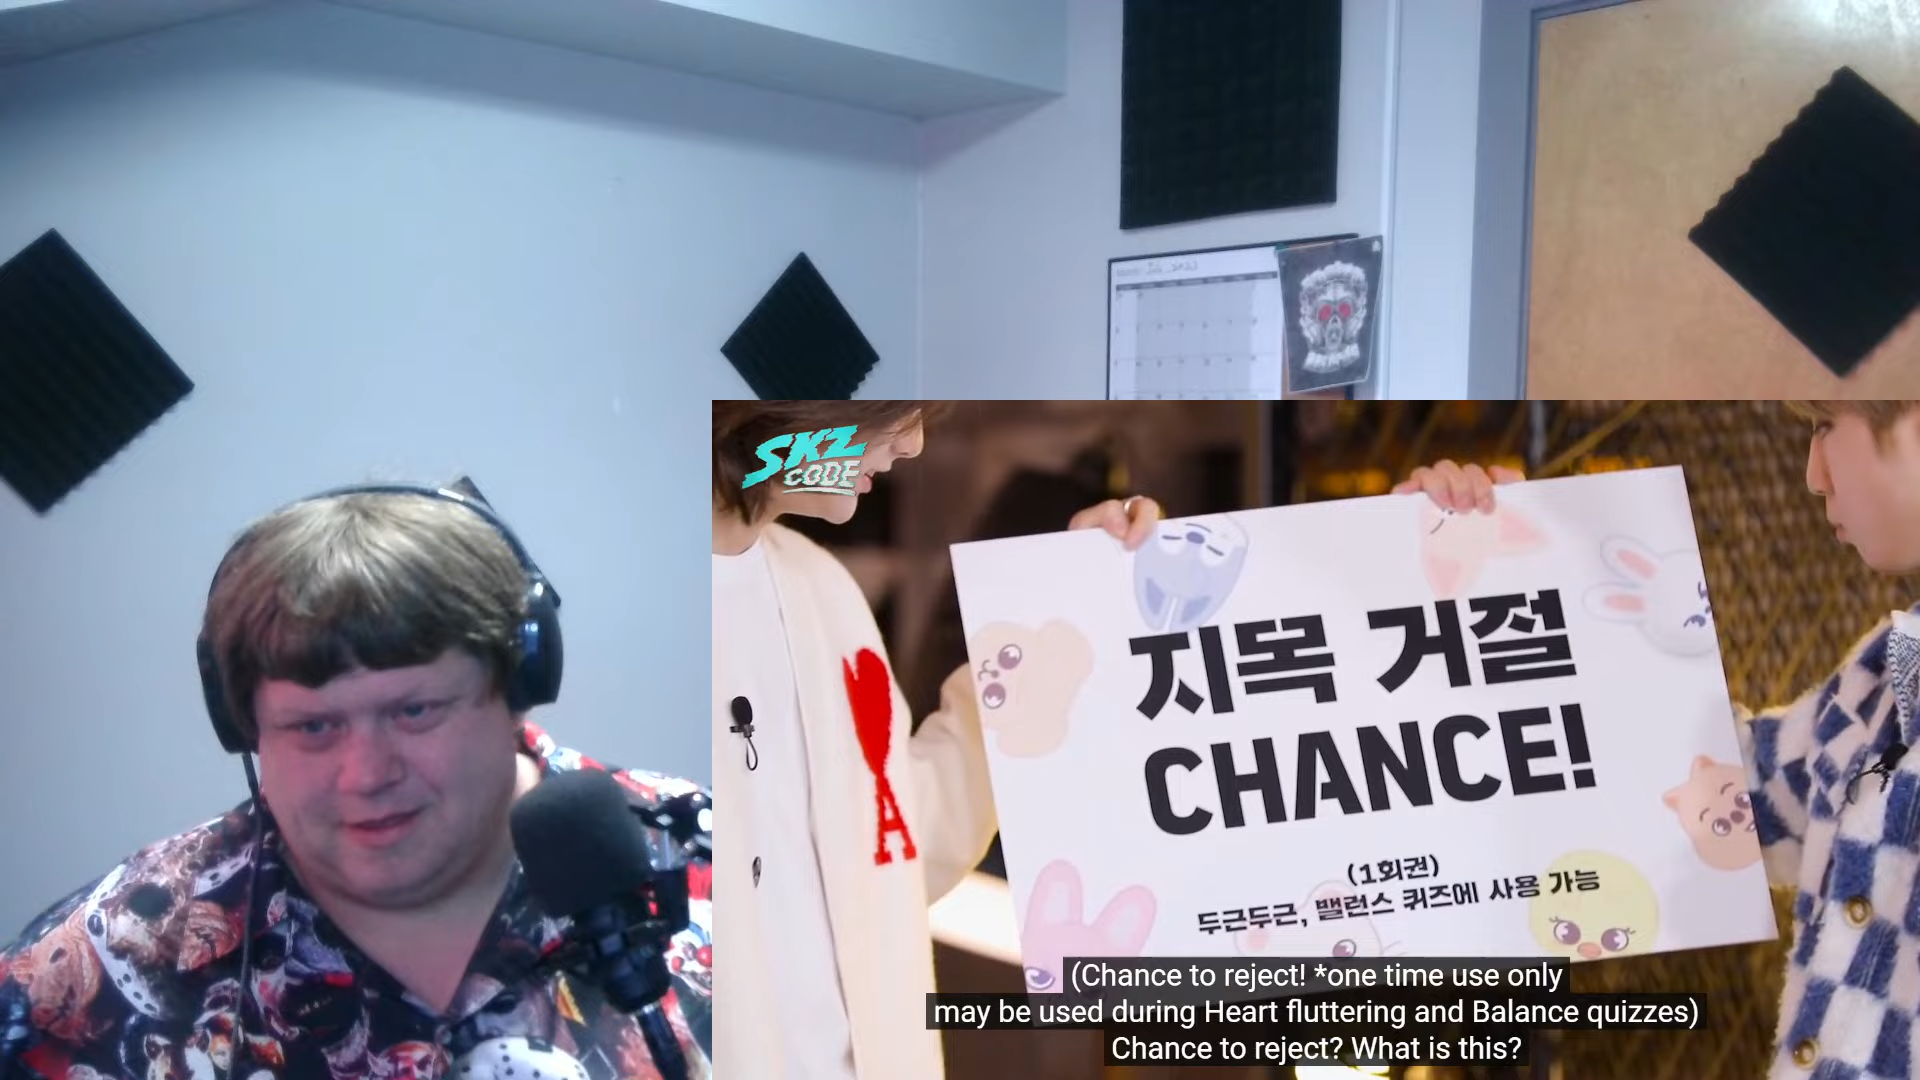 SKZ
CODE
지목 거절
CHANCE!
(1회권)
두근두근, 밸런스 퀴즈에 사용 가능
A
(Chance to reject! *one time use only
may be used during Heart fluttering and Balance quizzes)
Chance to reject? What is this?